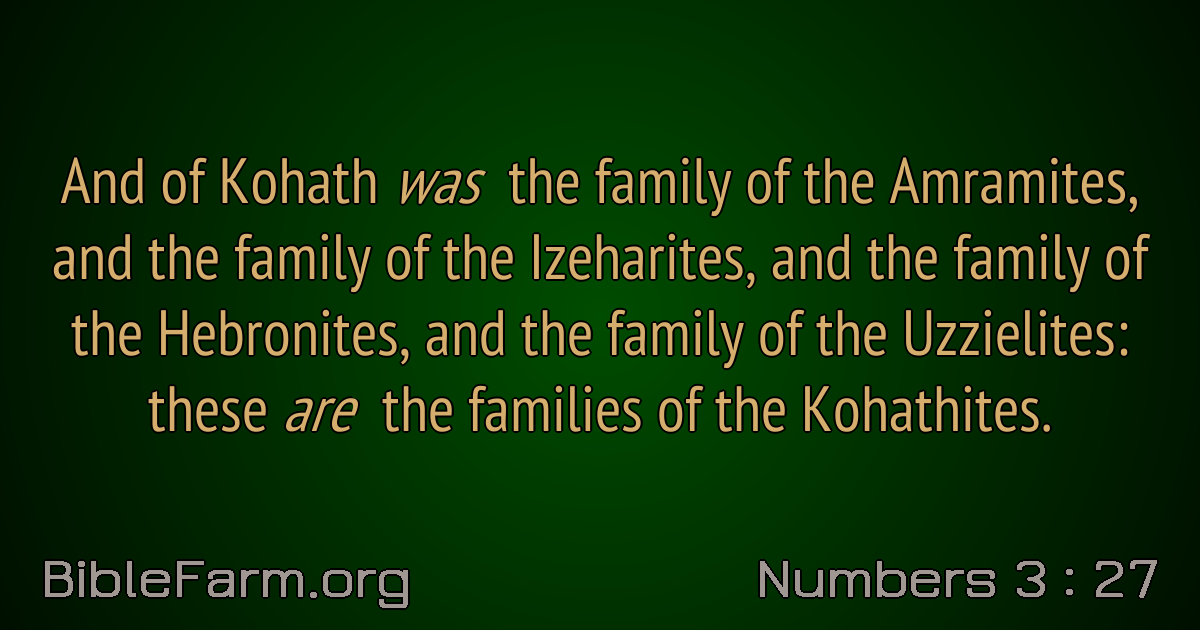 And of Kohath was the family of the Amramites,
and the family of the Izeharites, and the family of
the Hebronites, and the family of the Uzzielites:
these are the families of the Kohathites.
BibleFarm.org
Numbers 3 : 27